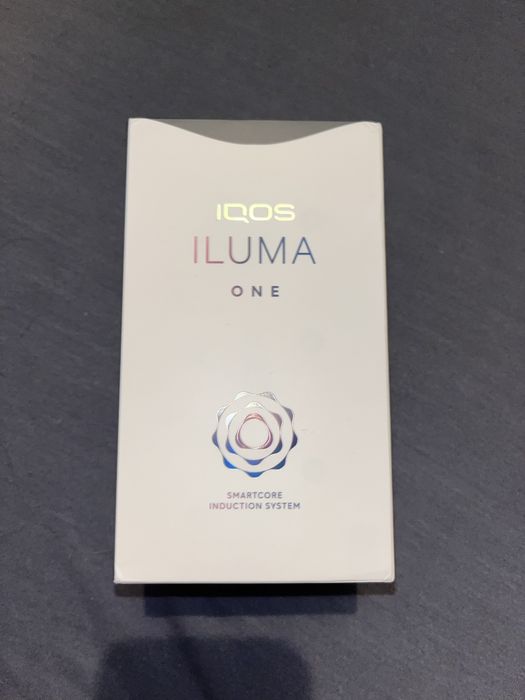 IQOS
ILUMA
ONE
SMARTCORE
INDUCTION SYSTEM